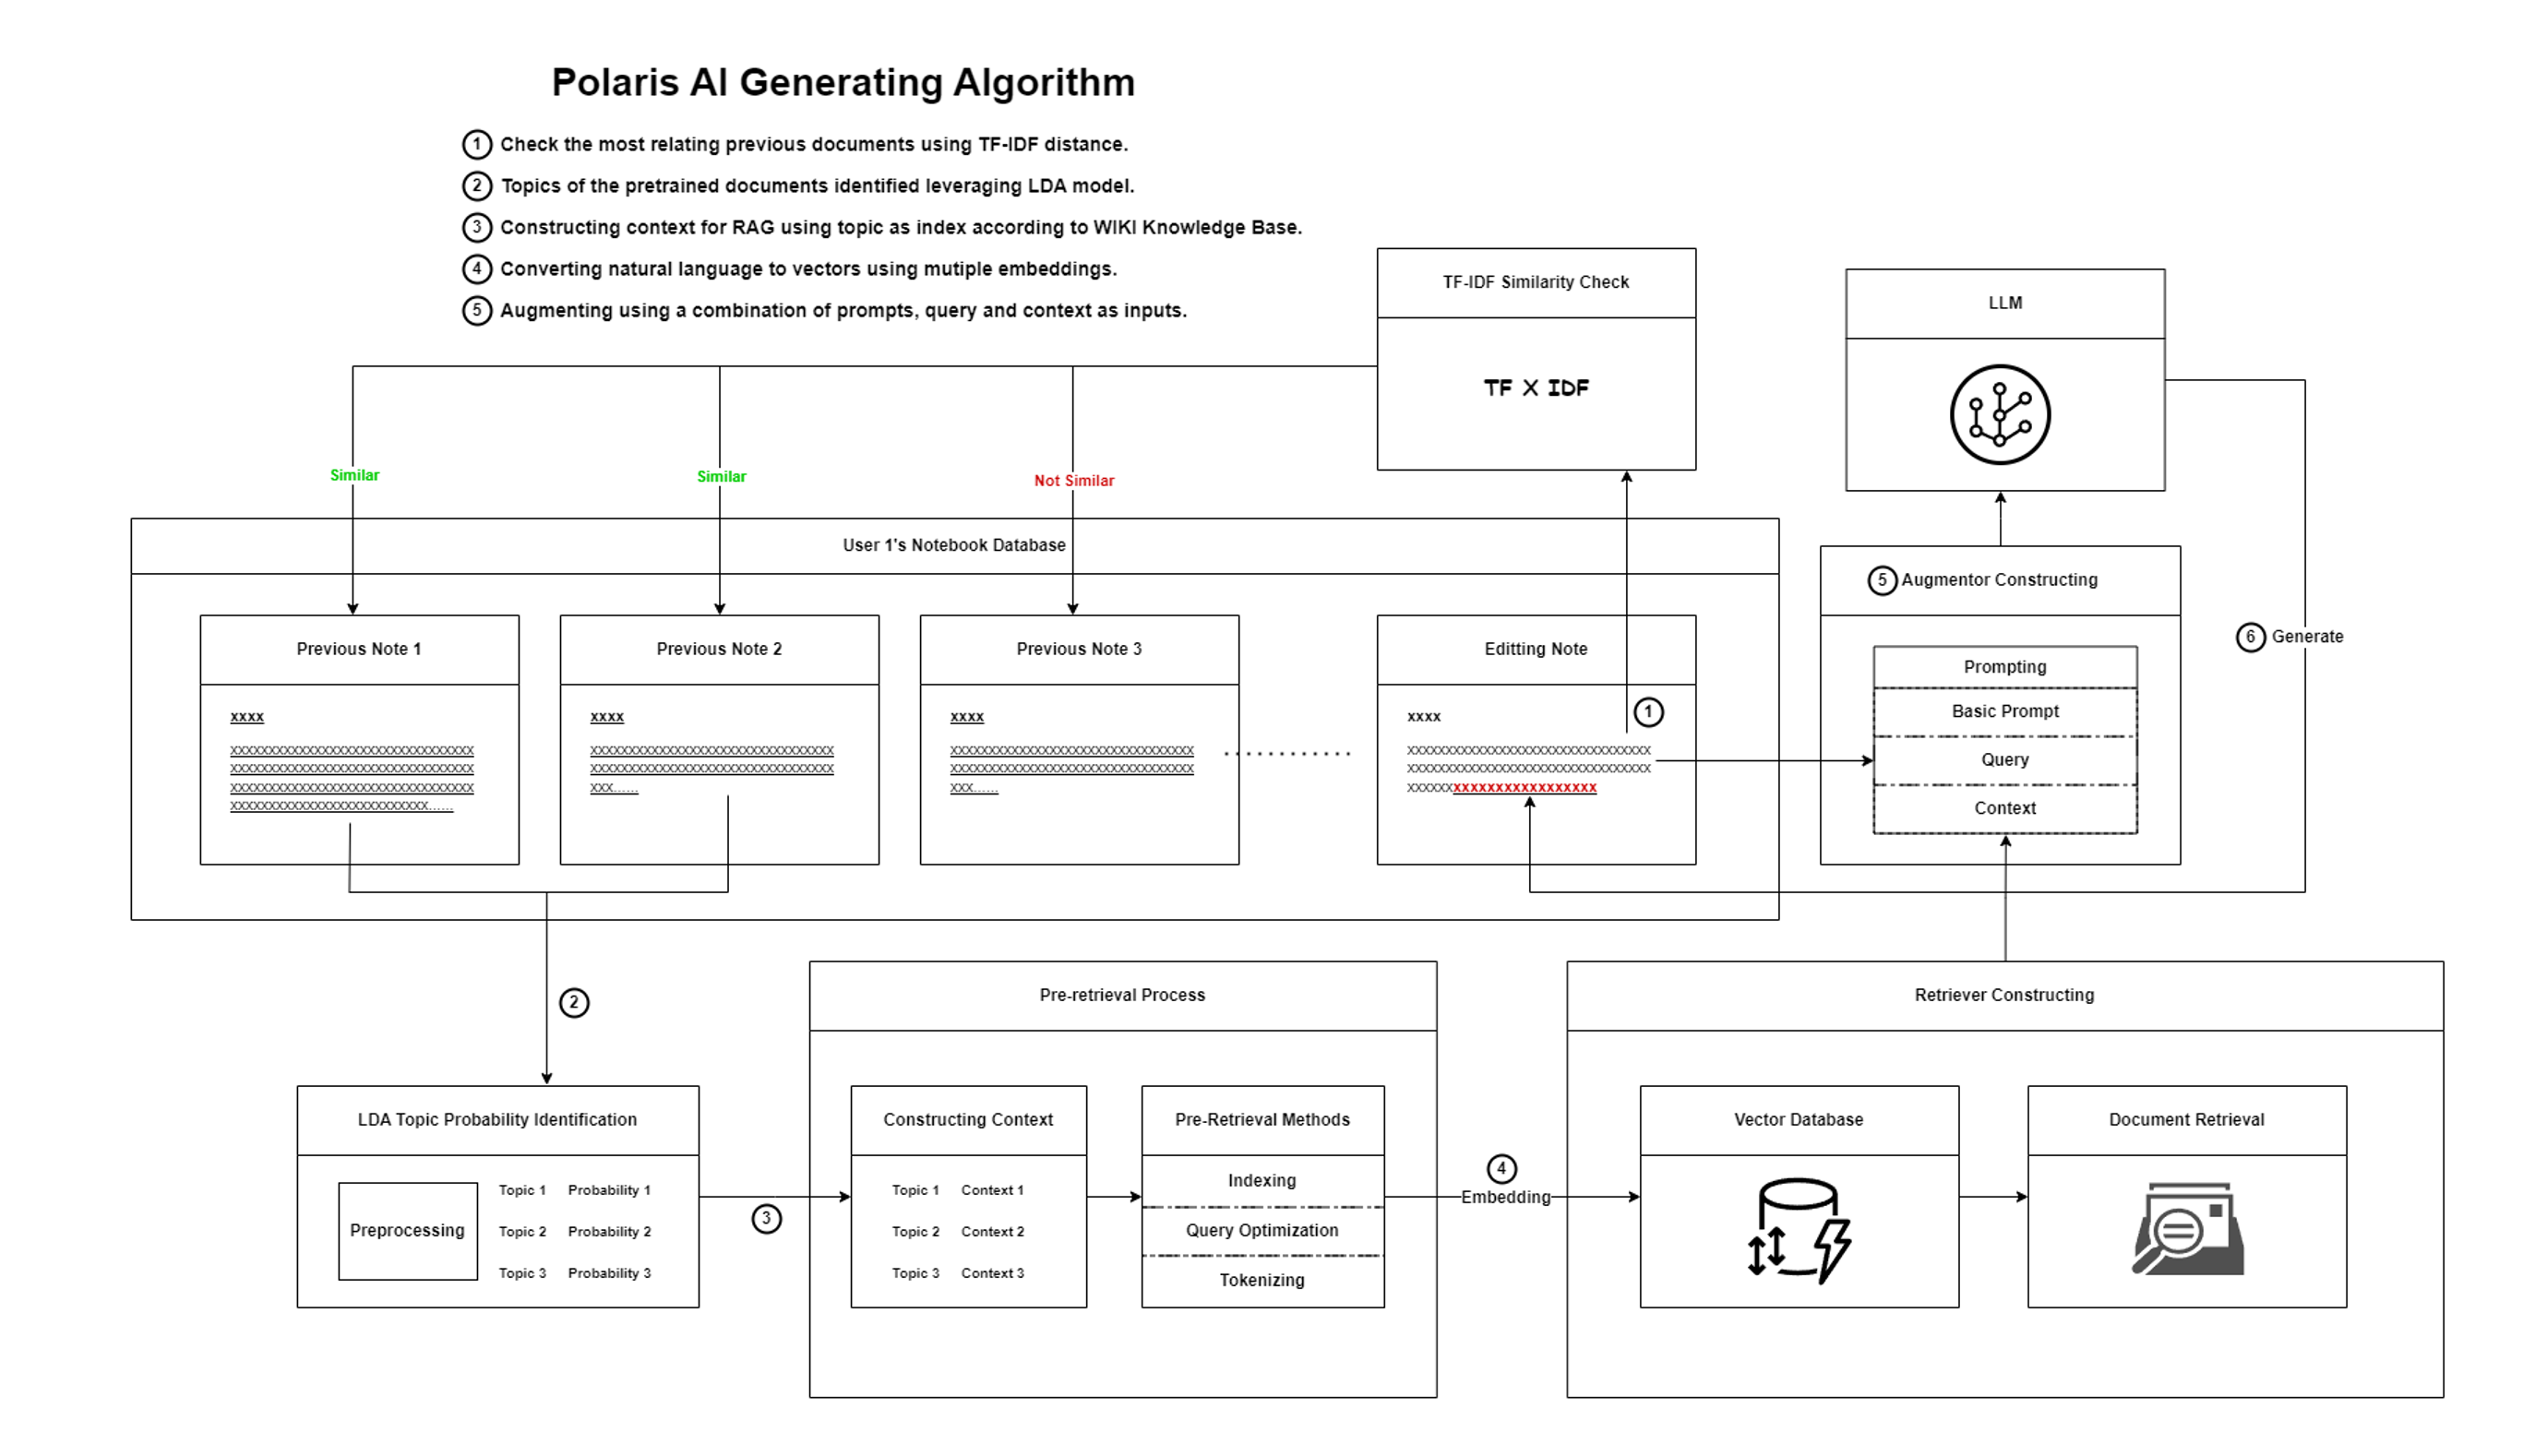 Polaris AI Generating Algorithm
1 Check the most relating previous documents using TF-IDF distance.
2 Topics of the pretrained documents identified leveraging LDA model.
3 Constructing context for RAG using topic as index according to WIKI Knowledge Base.
4 Converting natural language to vectors using mutiple embeddings.
5 Augmenting using a combination of prompts, query and context as inputs.
TF-IDF Similarity Check
TF X IDF
LLM
Similar
Similar
Not Similar
User 1's Notebook Database
5 Augmentor Constructing
6 Generate
Previous Note 1
xxxx
xxxxxxxxxxxxxxxxxxxxxxxxxxxxxxxxx
xxxxxxxxxxxxxxxxxxxxxxxxxxxxxxxxx
xxxxxxxxxxxxxxxxxxxxxxxxxxxxxxxxx
xxxxxxxxxxxxxxxxxxxxxxxxxxx......
Previous Note 2
xxxx
xxxxxxxxxxxxxxxxxxxxxxxxxxxxxxxxx
xxxxxxxxxxxxxxxxxxxxxxxxxxxxxxxxx
xxx......
Previous Note 3
xxxx
xxxxxxxxxxxxxxxxxxxxxxxxxxxxxxxxx
xxxxxxxxxxxxxxxxxxxxxxxxxxxxxxxxx
xxx......
............
Editting Note
xxxx
1
xxxxxxxxxxxxxxxxxxxxxxxxxxxxxxxxx
xxxxxxxxxxxxxxxxxxxxxxxxxxxxxxxxx
xxxxxxxxxxxxxxxxxxxxxxx
Prompting
Basic Prompt
Query
Context
2
LDA Topic Probability Identification
Preprocessing
Topic 1 Probability 1
Topic 2 Probability 2
Topic 3 Probability 3
3
Pre-retrieval Process
Constructing Context
Topic 1 Context 1
Topic 2 Context 2
Topic 3 Context 3
Pre-Retrieval Methods
Indexing
Query Optimization
Tokenizing
4
Embedding
Retriever Constructing
Vector Database
Document Retrieval